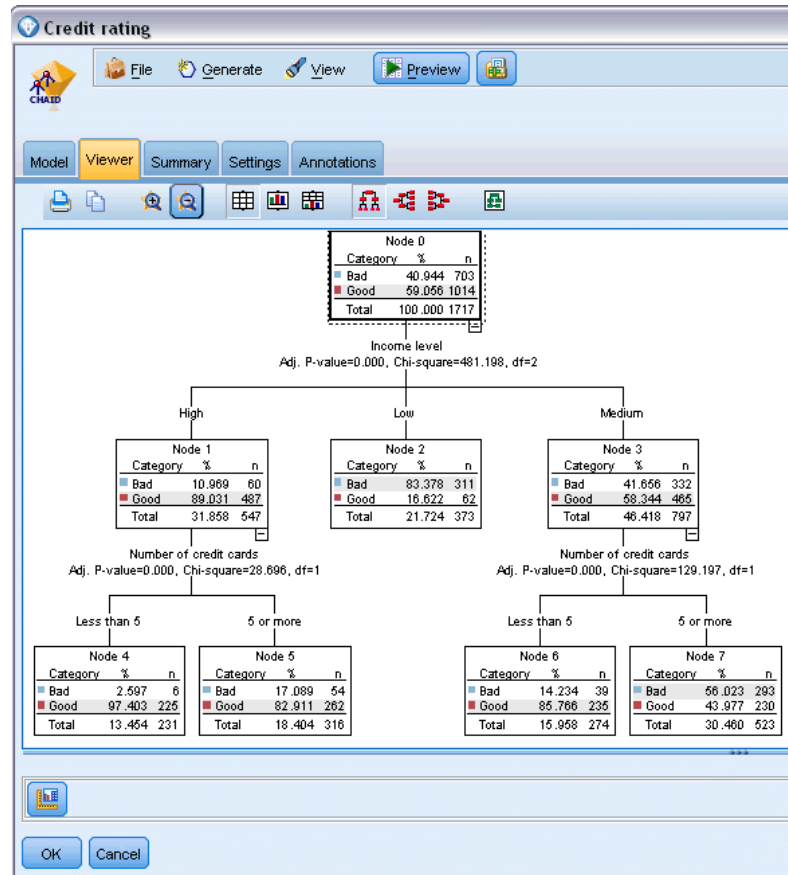 Credit rating
CHAID
File Generate View Preview
Model Viewer Summary Settings Annotations
Node 0
Category % n
Bad 40.944 703
Good 59.056 1014
Total 100.000 1717
Income level
Adj. P-value=0.000, Chi-square=481.198, df=2
High Low Medium
Node 1
Category % n
Bad 10.969 60
Good 89.031 487
Total 31.858 547
Node 2
Category % n
Bad 83.378 311
Good 16.622 62
Total 21.724 373
Node 3
Category % n
Bad 41.656 332
Good 58.344 465
Total 46.418 797
Number of credit cards
Adj. P-value=0.000, Chi-square=28.696, df=1
Number of credit cards
Adj. P-value=0.000, Chi-square=129.197, df=1
Less than 5 5 or more
Less than 5 5 or more
Node 4
Category % n
Bad 2.597 6
Good 97.403 225
Total 13.454 231
Node 5
Category % n
Bad 17.089 54
Good 82.911 262
Total 18.404 316
Node 6
Category % n
Bad 14.234 39
Good 85.766 235
Total 15.958 274
Node 7
Category % n
Bad 56.023 293
Good 43.977 230
Total 30.460 523
OK Cancel